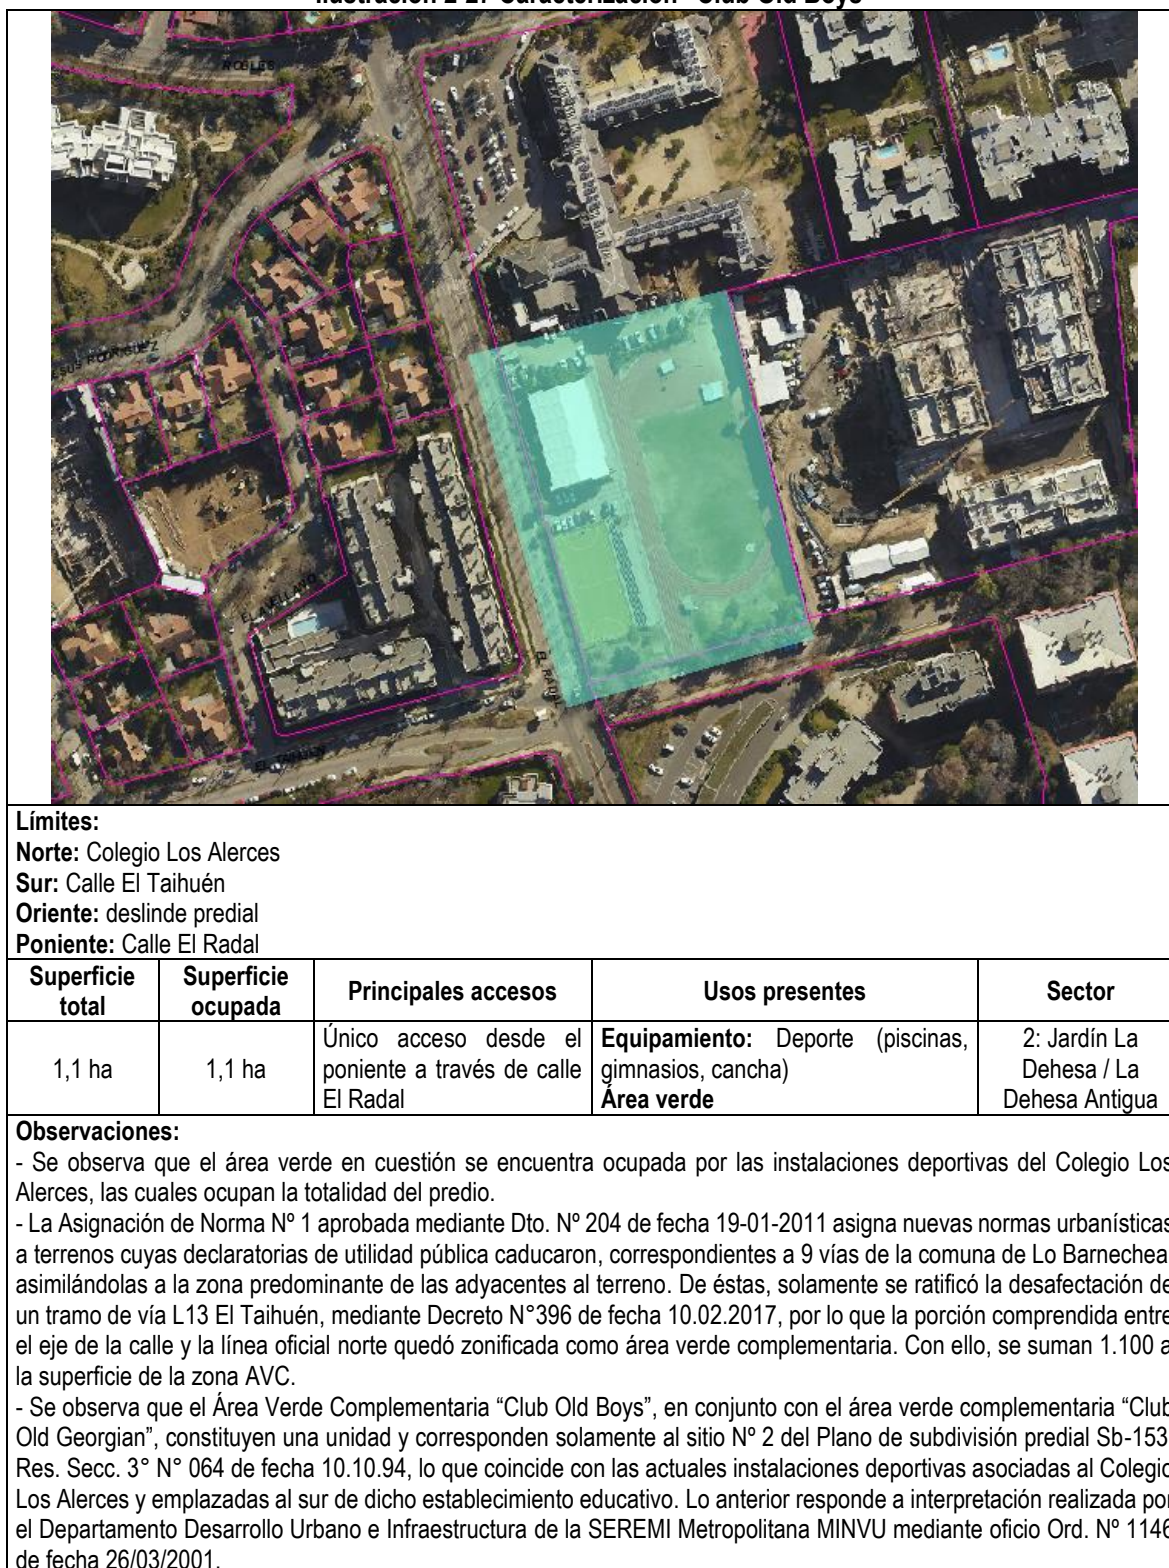 Ilustración 2-27 Caracterización "Club Old Boys"
ROBLES
JESUS RODRIGUEZ
EL AVELLANO
EL RADAL
EL TAIHUEN
Límites:
Norte: Colegio Los Alerces
Sur: Calle El Taihuén
Oriente: deslinde predial
Poniente: Calle El Radal
Superficie total
Superficie ocupada
Principales accesos
Usos presentes
Sector
1,1 ha
1,1 ha
Único acceso desde el
poniente a través de calle
El Radal
Equipamiento: Deporte (piscinas,
gimnasios, cancha)
Área verde
2: Jardín La
Dehesa / La
Dehesa Antigua
Observaciones:
- Se observa que el área verde en cuestión se encuentra ocupada por las instalaciones deportivas del Colegio Los
Alerces, las cuales ocupan la totalidad del predio.
- La Asignación de Norma Nº 1 aprobada mediante Dto. Nº 204 de fecha 19-01-2011 asigna nuevas normas urbanísticas
a terrenos cuyas declaratorias de utilidad pública caducaron, correspondientes a 9 vías de la comuna de Lo Barnechea,
asimilándolas a la zona predominante de las adyacentes al terreno. De éstas, solamente se ratificó la desafectación de
un tramo de vía L13 El Taihuén, mediante Decreto N°396 de fecha 10.02.2017, por lo que la porción comprendida entre
el eje de la calle y la línea oficial norte quedó zonificada como área verde complementaria. Con ello, se suman 1.100 a
la superficie de la zona AVC.
- Se observa que el Área Verde Complementaria “Club Old Boys”, en conjunto con el área verde complementaria “Club
Old Georgian”, constituyen una unidad y corresponden solamente al sitio Nº 2 del Plano de subdivisión predial Sb-153,
Res. Secc. 3° N° 064 de fecha 10.10.94, lo que coincide con las actuales instalaciones deportivas asociadas al Colegio
Los Alerces y emplazadas al sur de dicho establecimiento educativo. Lo anterior responde a interpretación realizada por
el Departamento Desarrollo Urbano e Infraestructura de la SEREMI Metropolitana MINVU mediante oficio Ord. Nº 1146
de fecha 26/03/2001.